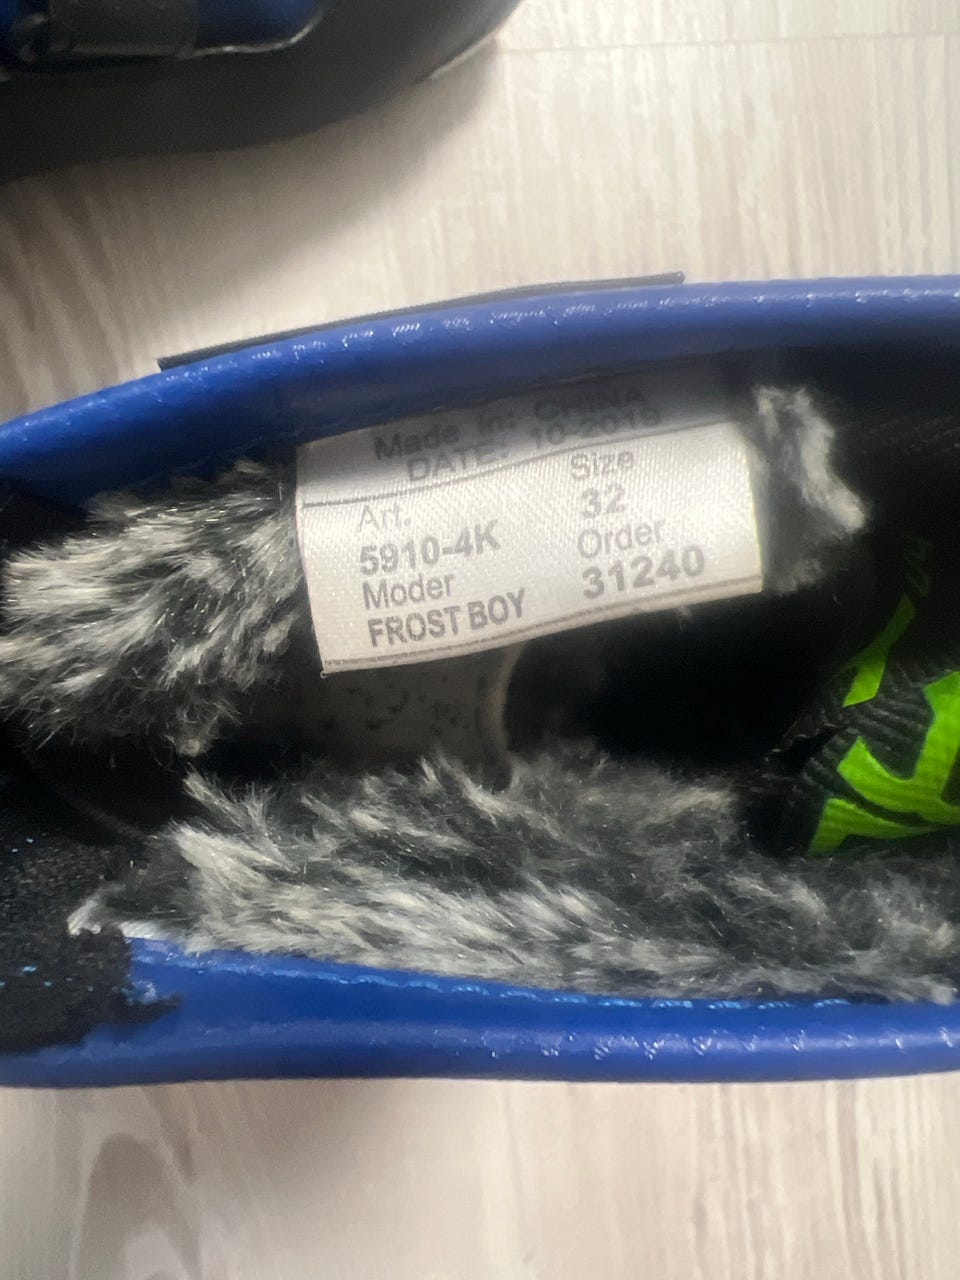 Made in: CHINA
DATE: 10-2019
Art. Size
5910-4K 32
Moder Order
FROST BOY 31240